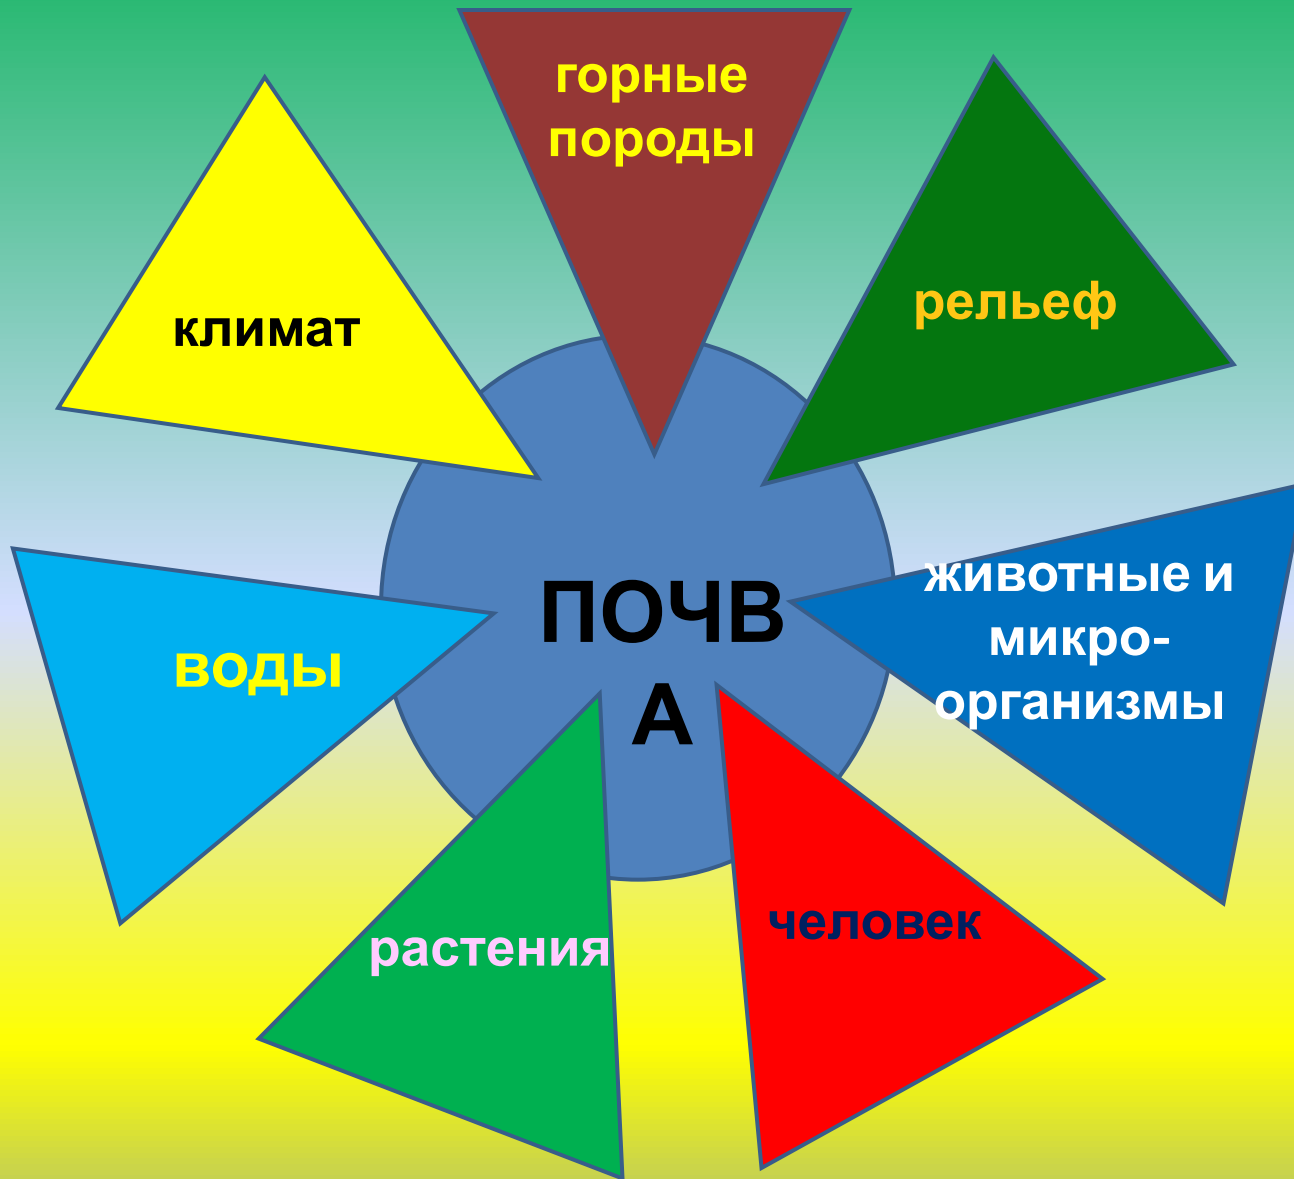 горные
породы
рельеф
климат
животные и
микро-
организмы
ПОЧВ
А
воды
человек
растения